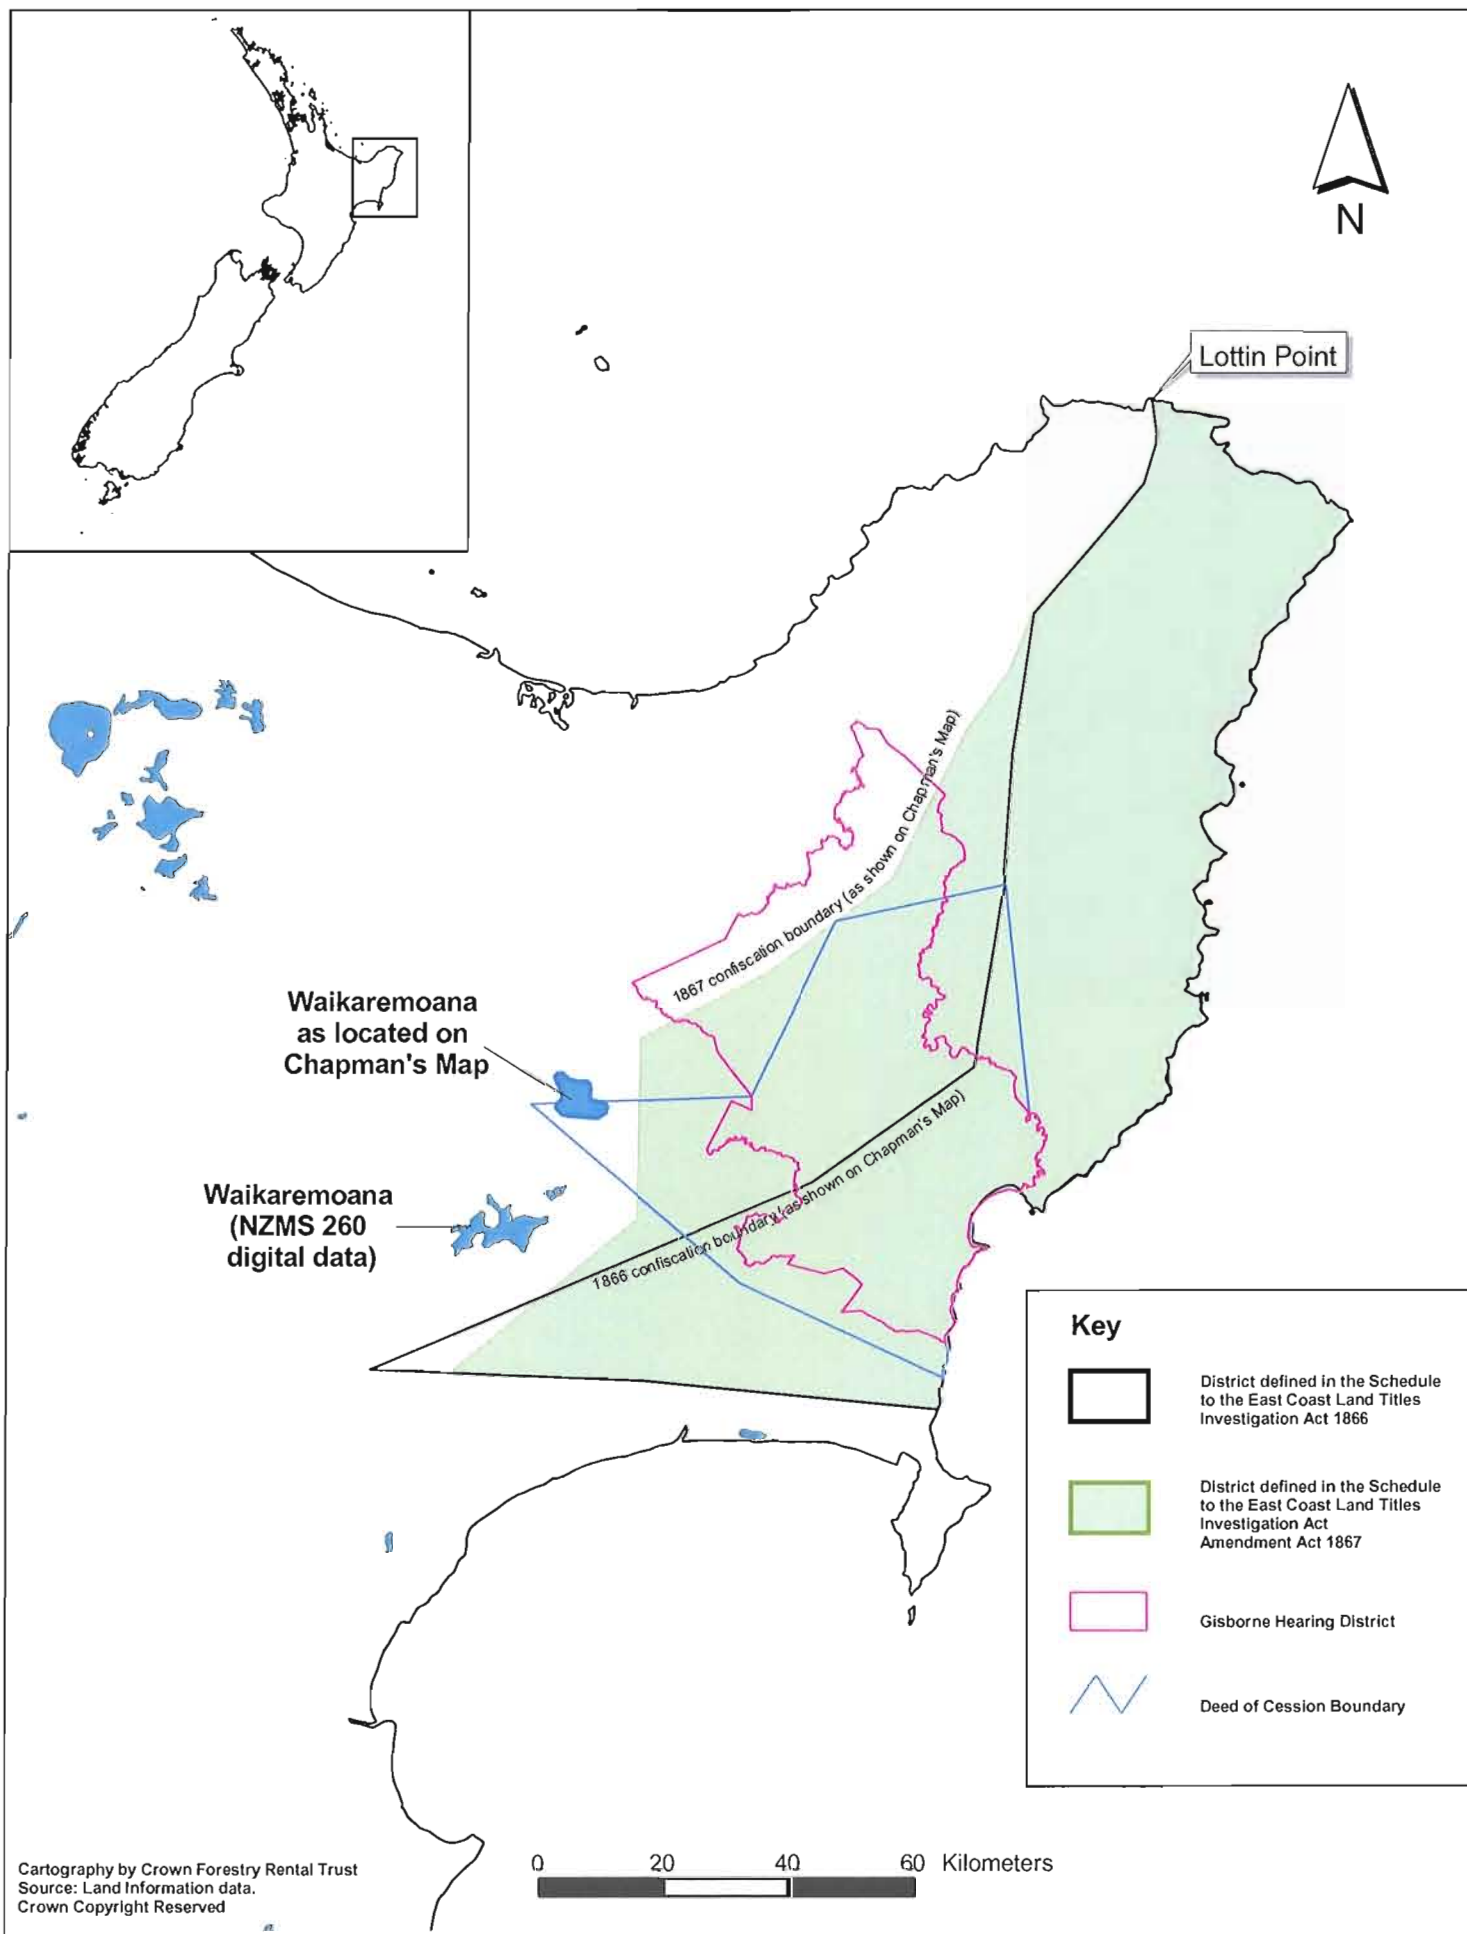 N
Lottin Point
1867 confiscation boundary (as shown on Chapman's Map)
Waikaremoana
as located on
Chapman's Map
1866 confiscation boundary (as shown on Chapman's Map)
Waikaremoana
(NZMS 260
digital data)
Key
District defined in the Schedule
to the East Coast Land Titles
Investigation Act 1866
District defined in the Schedule
to the East Coast Land Titles
Investigation Act
Amendment Act 1867
Gisborne Hearing District
Deed of Cession Boundary
0 20 40 60 Kilometers
Cartography by Crown Forestry Rental Trust
Source: Land Information data.
Crown Copyright Reserved